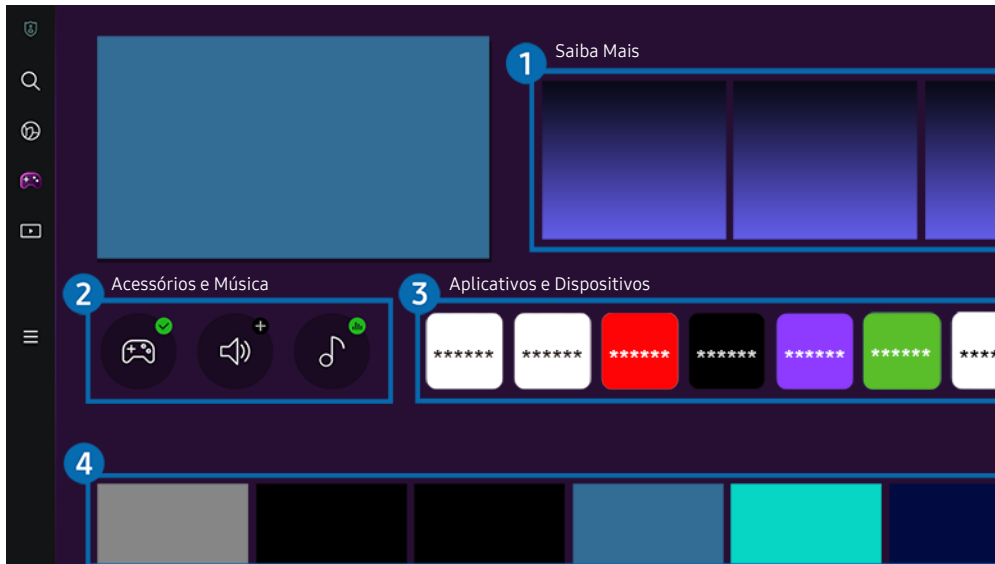 1
Saiba Mais
2
Acessórios e Música
3
Aplicativos e Dispositivos
****** ****** ****** ****** ****** ****** ****
4